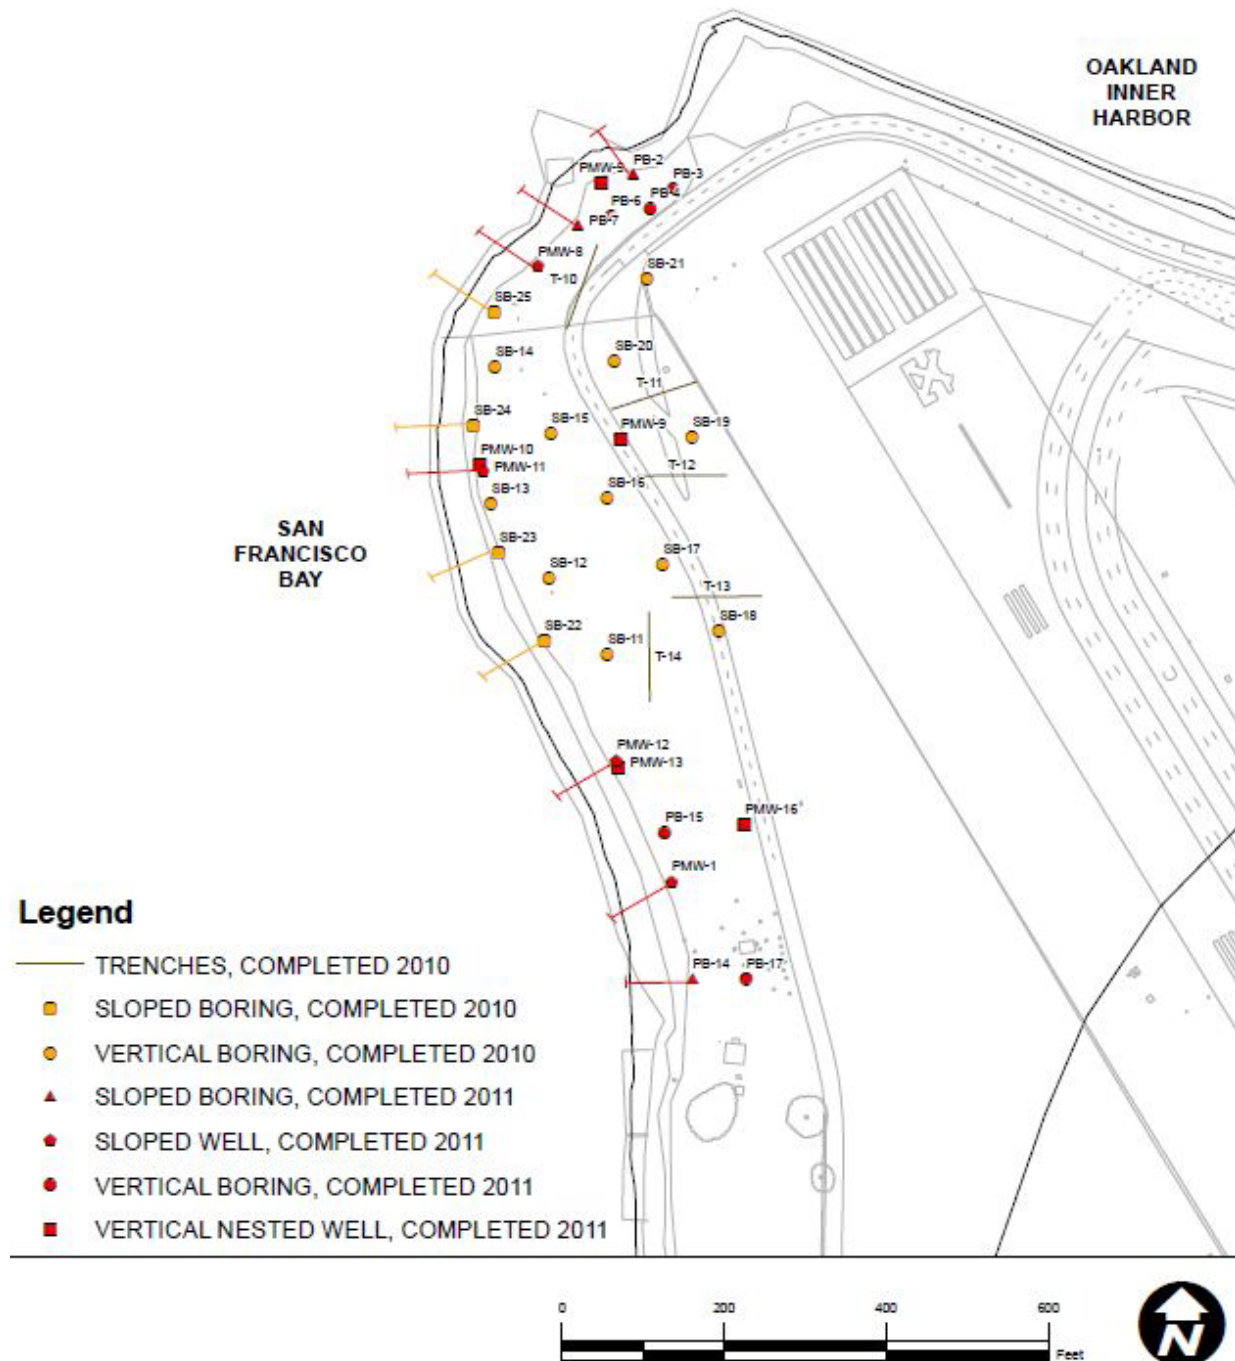 OAKLAND
INNER
HARBOR
PB-2
PMW-5
PB-3
PB-6
PB-4
PB-7
PMW-8
T-10
SB-21
SB-25
SB-14
SB-20
T-11
SB-24
SB-15
PMW-9
SB-19
PMW-10
PMW-11
T-12
SB-13
SB-16
SAN
FRANCISCO
BAY
SB-23
SB-12
SB-17
T-13
SB-22
SB-11
SB-18
T-14
PMW-12
PMW-13
PB-15
PMW-16
PMW-1
PB-14
PB-17
Legend
TRENCHES, COMPLETED 2010
SLOPED BORING, COMPLETED 2010
VERTICAL BORING, COMPLETED 2010
SLOPED BORING, COMPLETED 2011
SLOPED WELL, COMPLETED 2011
VERTICAL BORING, COMPLETED 2011
VERTICAL NESTED WELL, COMPLETED 2011
0 200 400 600
Feet
N